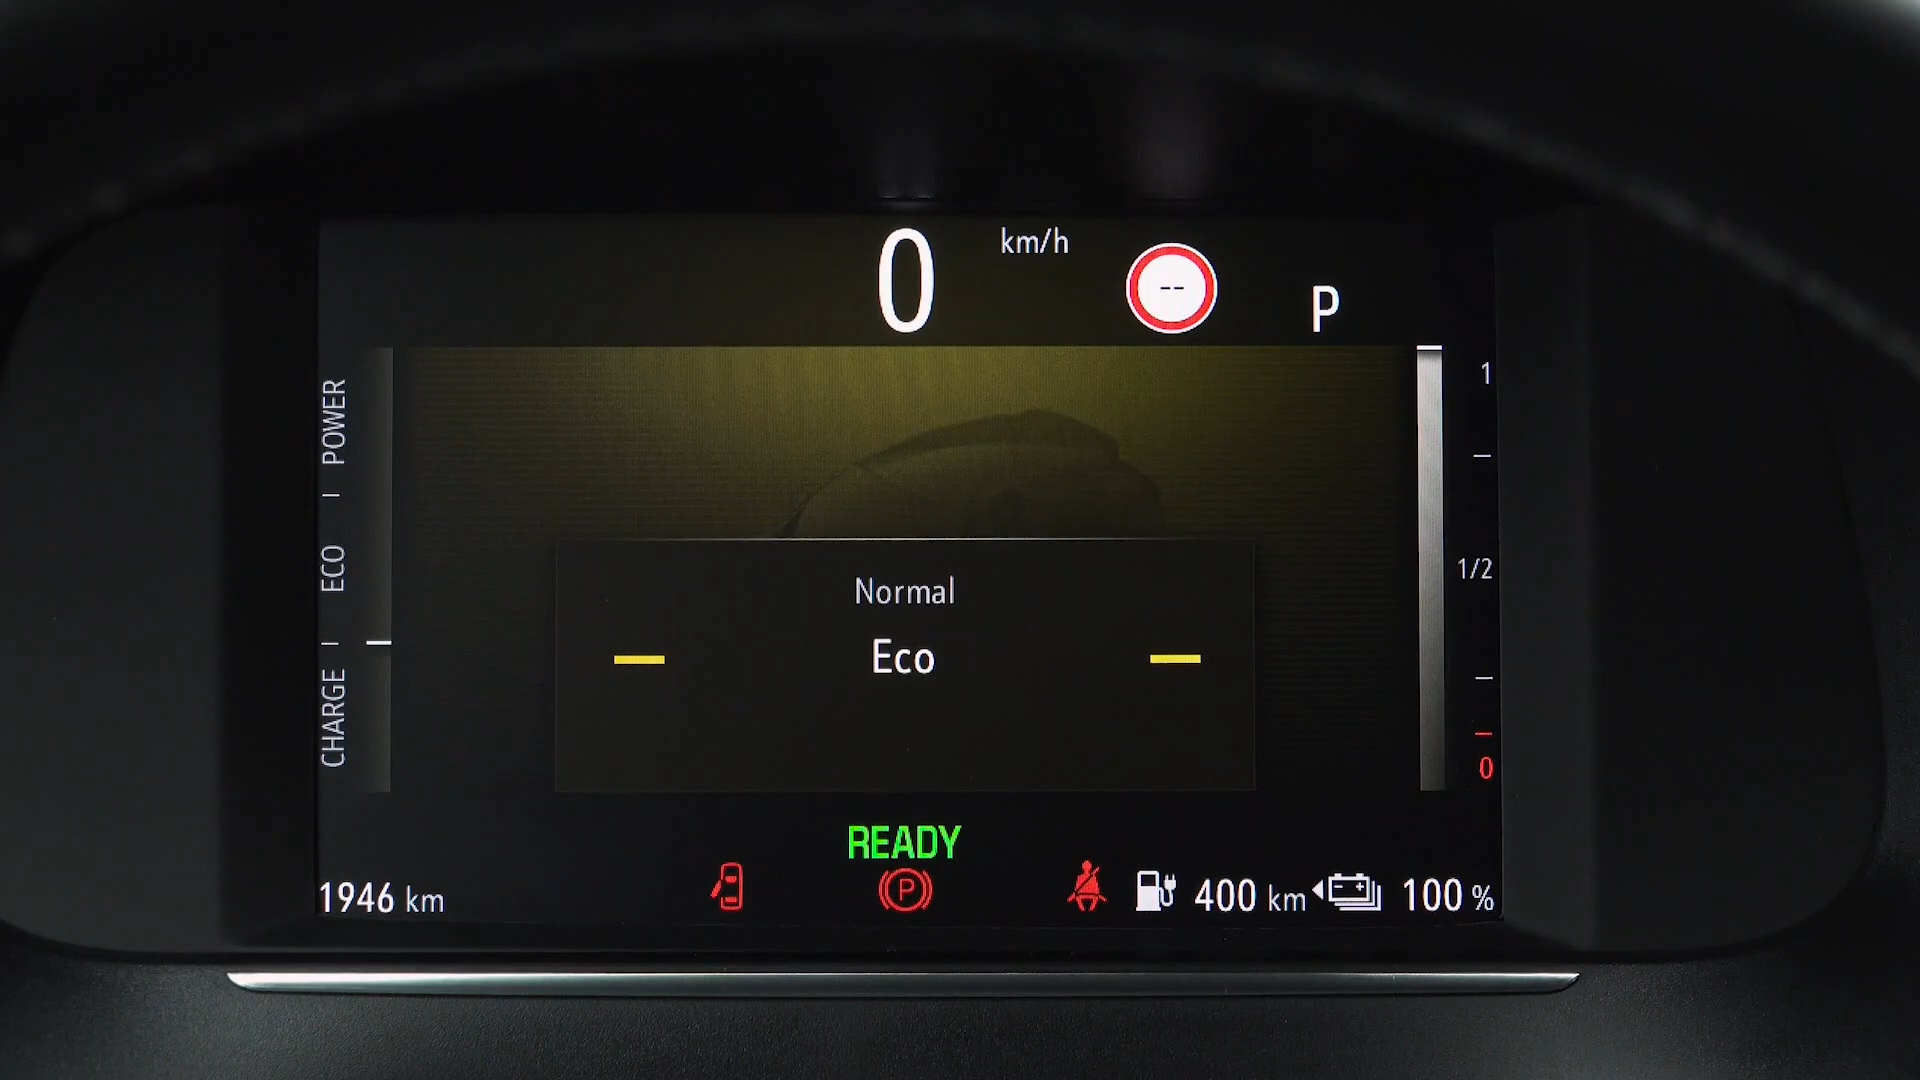 0 km/h
--
P
POWER
ECO
CHARGE
1
1/2
0
Normal
Eco
READY
1946 km
P
400 km
100 %